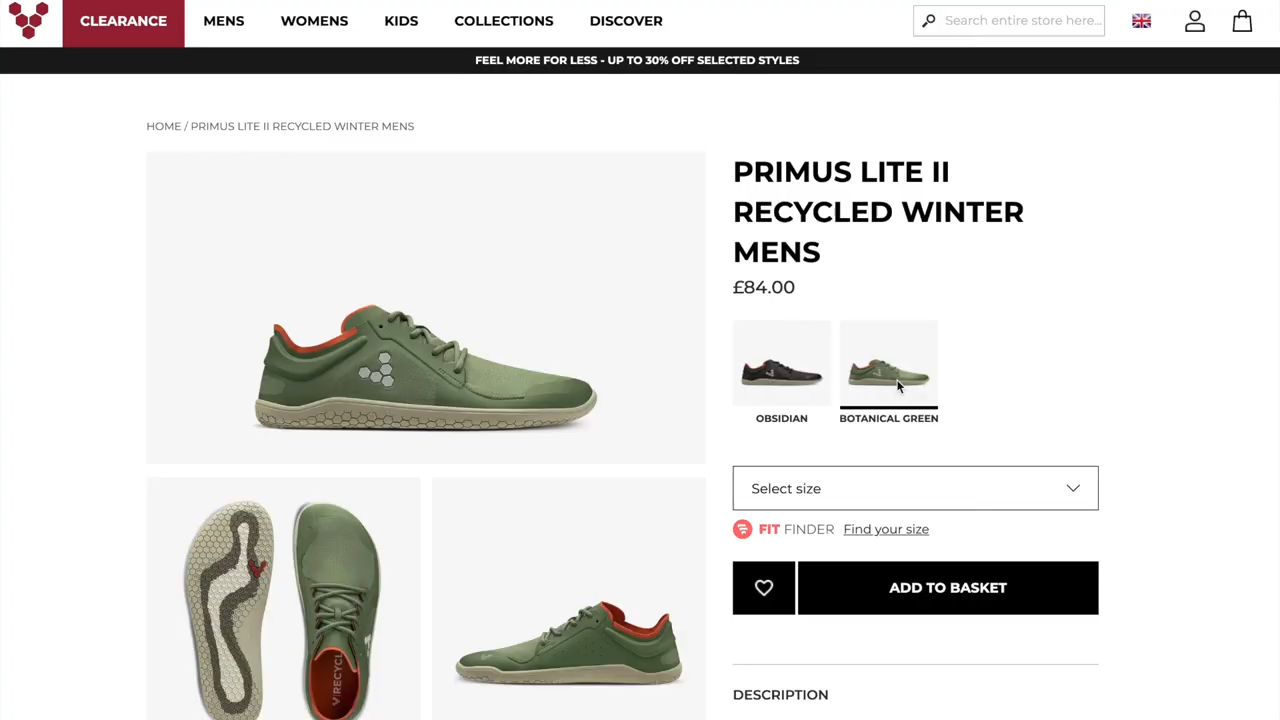 CLEARANCE MENS WOMENS KIDS COLLECTIONS DISCOVER Search entire store here...
FEEL MORE FOR LESS - UP TO 30% OFF SELECTED STYLES
HOME / PRIMUS LITE II RECYCLED WINTER MENS
PRIMUS LITE II
RECYCLED WINTER
MENS
£84.00
OBSIDIAN BOTANICAL GREEN
Select size
FIT FINDER Find your size
ADD TO BASKET
DESCRIPTION